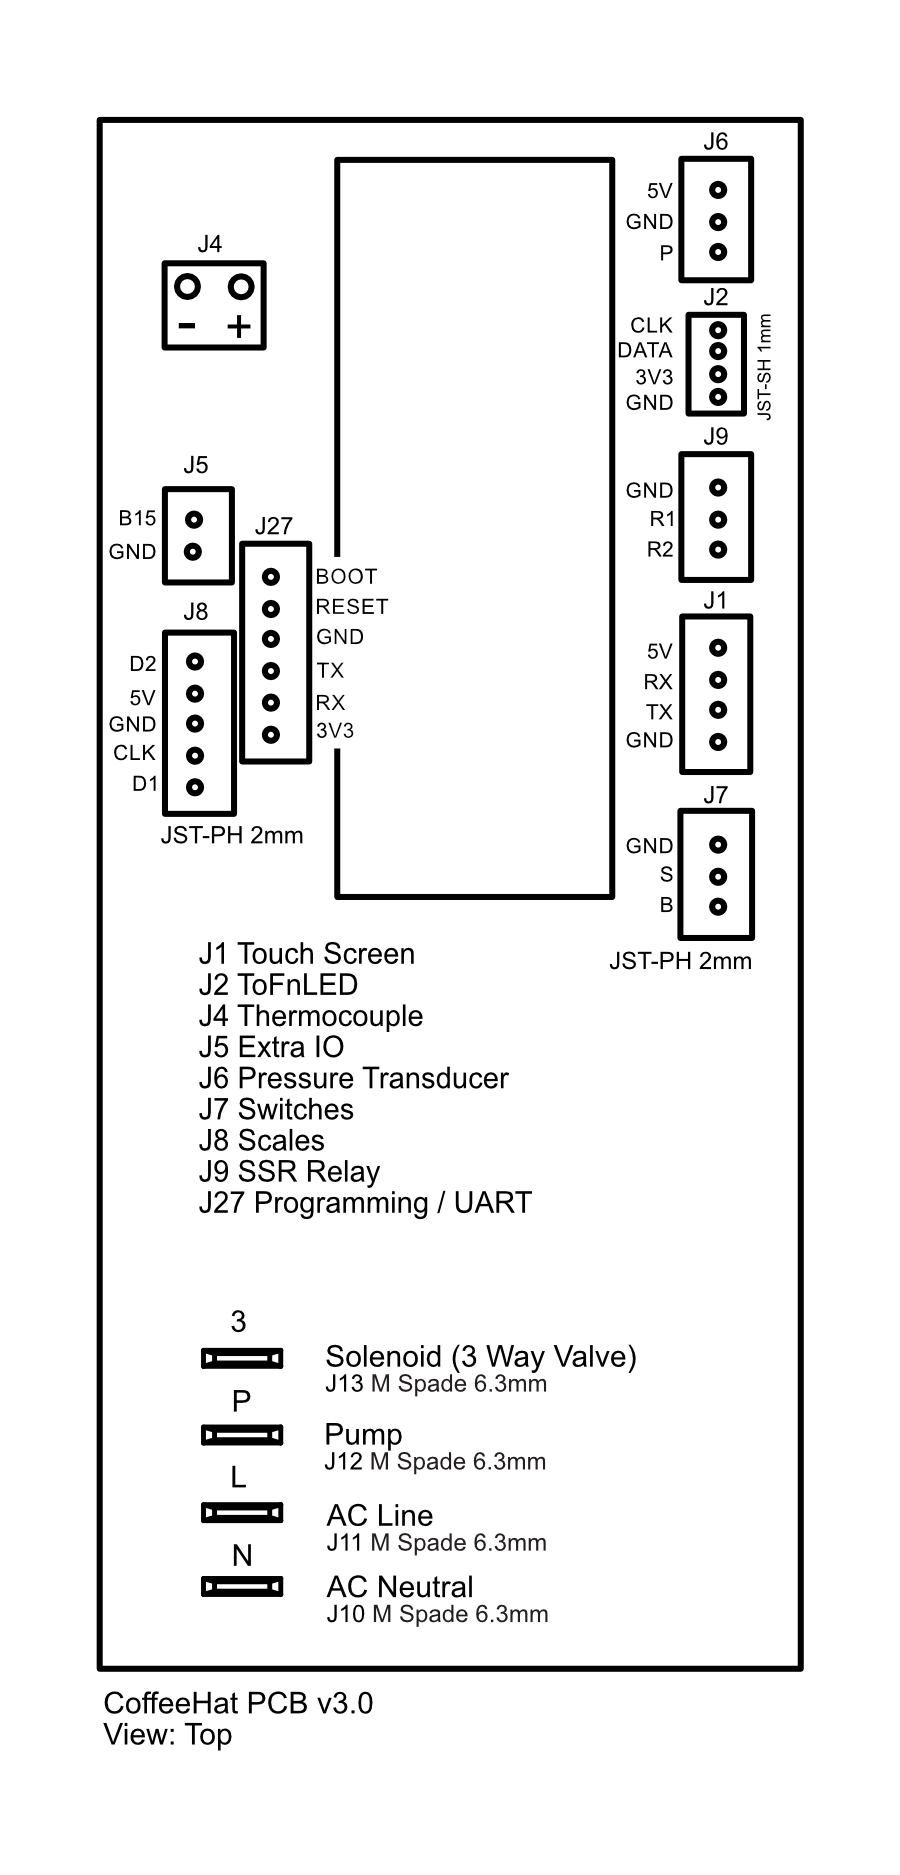 J6
5V
GND
P
J4
- +
J2
CLK
DATA
3V3
GND
JST-SH 1mm
J9
GND
R1
R2
J5
B15
GND
J27
BOOT
RESET
GND
TX
RX
3V3
J8
D2
5V
GND
CLK
D1
JST-PH 2mm
J1
5V
RX
TX
GND
J7
GND
S
B
JST-PH 2mm
J1 Touch Screen
J2 ToFnLED
J4 Thermocouple
J5 Extra IO
J6 Pressure Transducer
J7 Switches
J8 Scales
J9 SSR Relay
J27 Programming / UART
3
Solenoid (3 Way Valve)
J13 M Spade 6.3mm
P
Pump
J12 M Spade 6.3mm
L
AC Line
J11 M Spade 6.3mm
N
AC Neutral
J10 M Spade 6.3mm
CoffeeHat PCB v3.0
View: Top